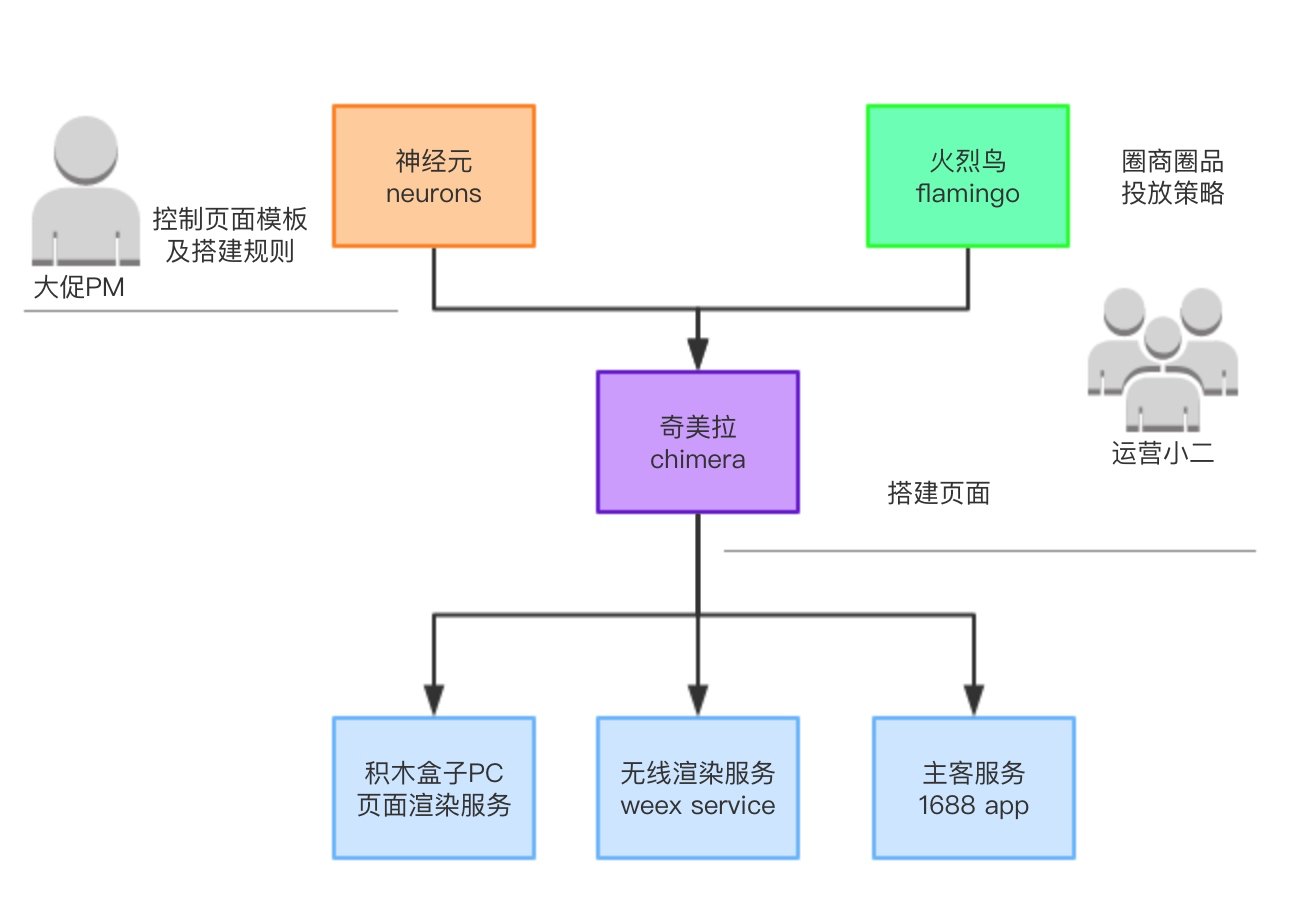 神经元
neurons
火烈鸟
flamingo
圈商圈品
投放策略
控制页面模板
及搭建规则
大促PM
奇美拉
chimera
运营小二
搭建页面
积木盒子PC
页面渲染服务
无线渲染服务
weex service
主客服务
1688 app